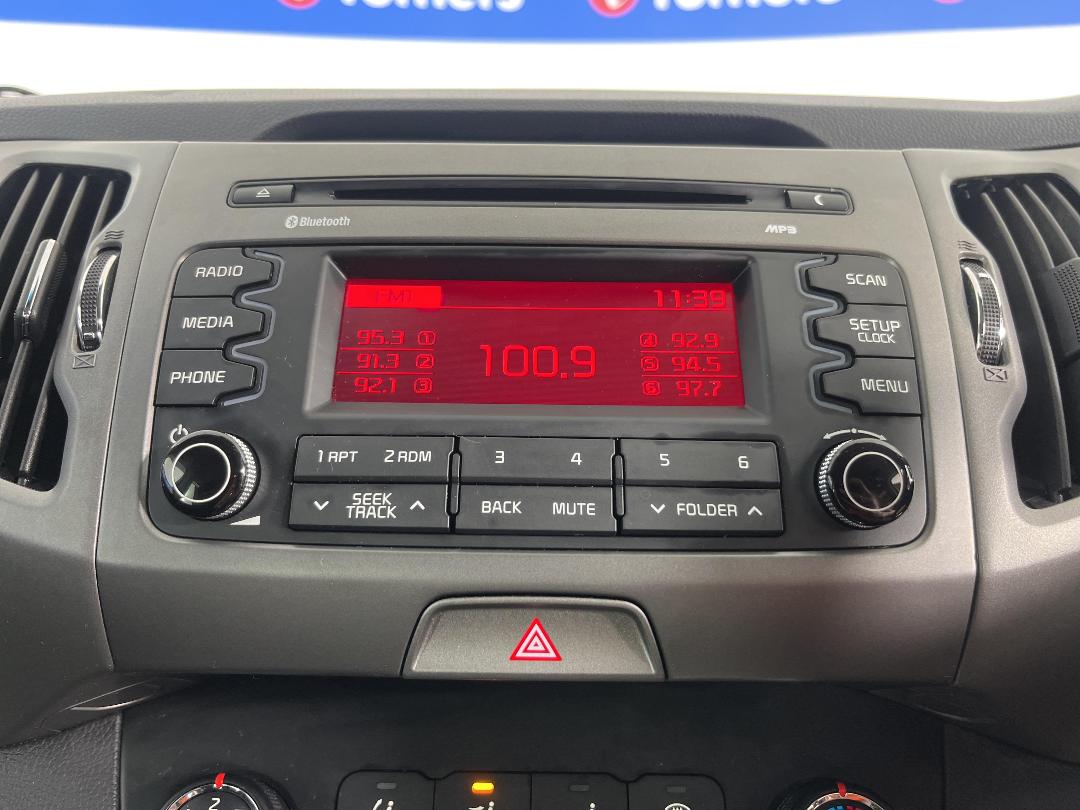 Bluetooth
MP3
RADIO
MEDIA
PHONE
FM1
11:39
95.3 1
91.3 2
92.1 3
100.9
4 92.9
5 94.5
6 97.7
SCAN
SETUP
CLOCK
MENU
1 RPT 2 RDM
3 4
5 6
SEEK
TRACK
BACK MUTE
FOLDER
2